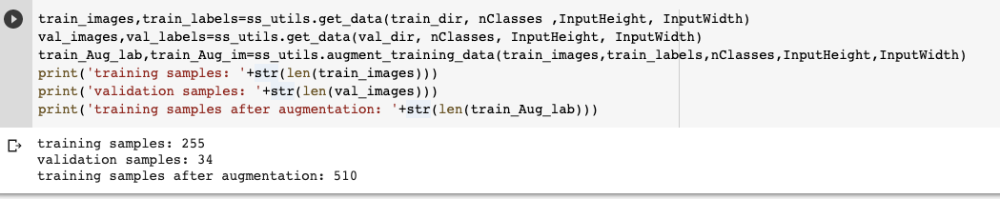 train_images,train_labels=ss_utils.get_data(train_dir, nClasses ,InputHeight, InputWidth)
val_images,val_labels=ss_utils.get_data(val_dir, nClasses, InputHeight, InputWidth)
train_Aug_lab,train_Aug_im=ss_utils.augment_training_data(train_images,train_labels,nClasses,InputHeight,InputWidth)
print('training samples: '+str(len(train_images)))
print('validation samples: '+str(len(val_images)))
print('training samples after augmentation: '+str(len(train_Aug_lab)))
training samples: 255
validation samples: 34
training samples after augmentation: 510